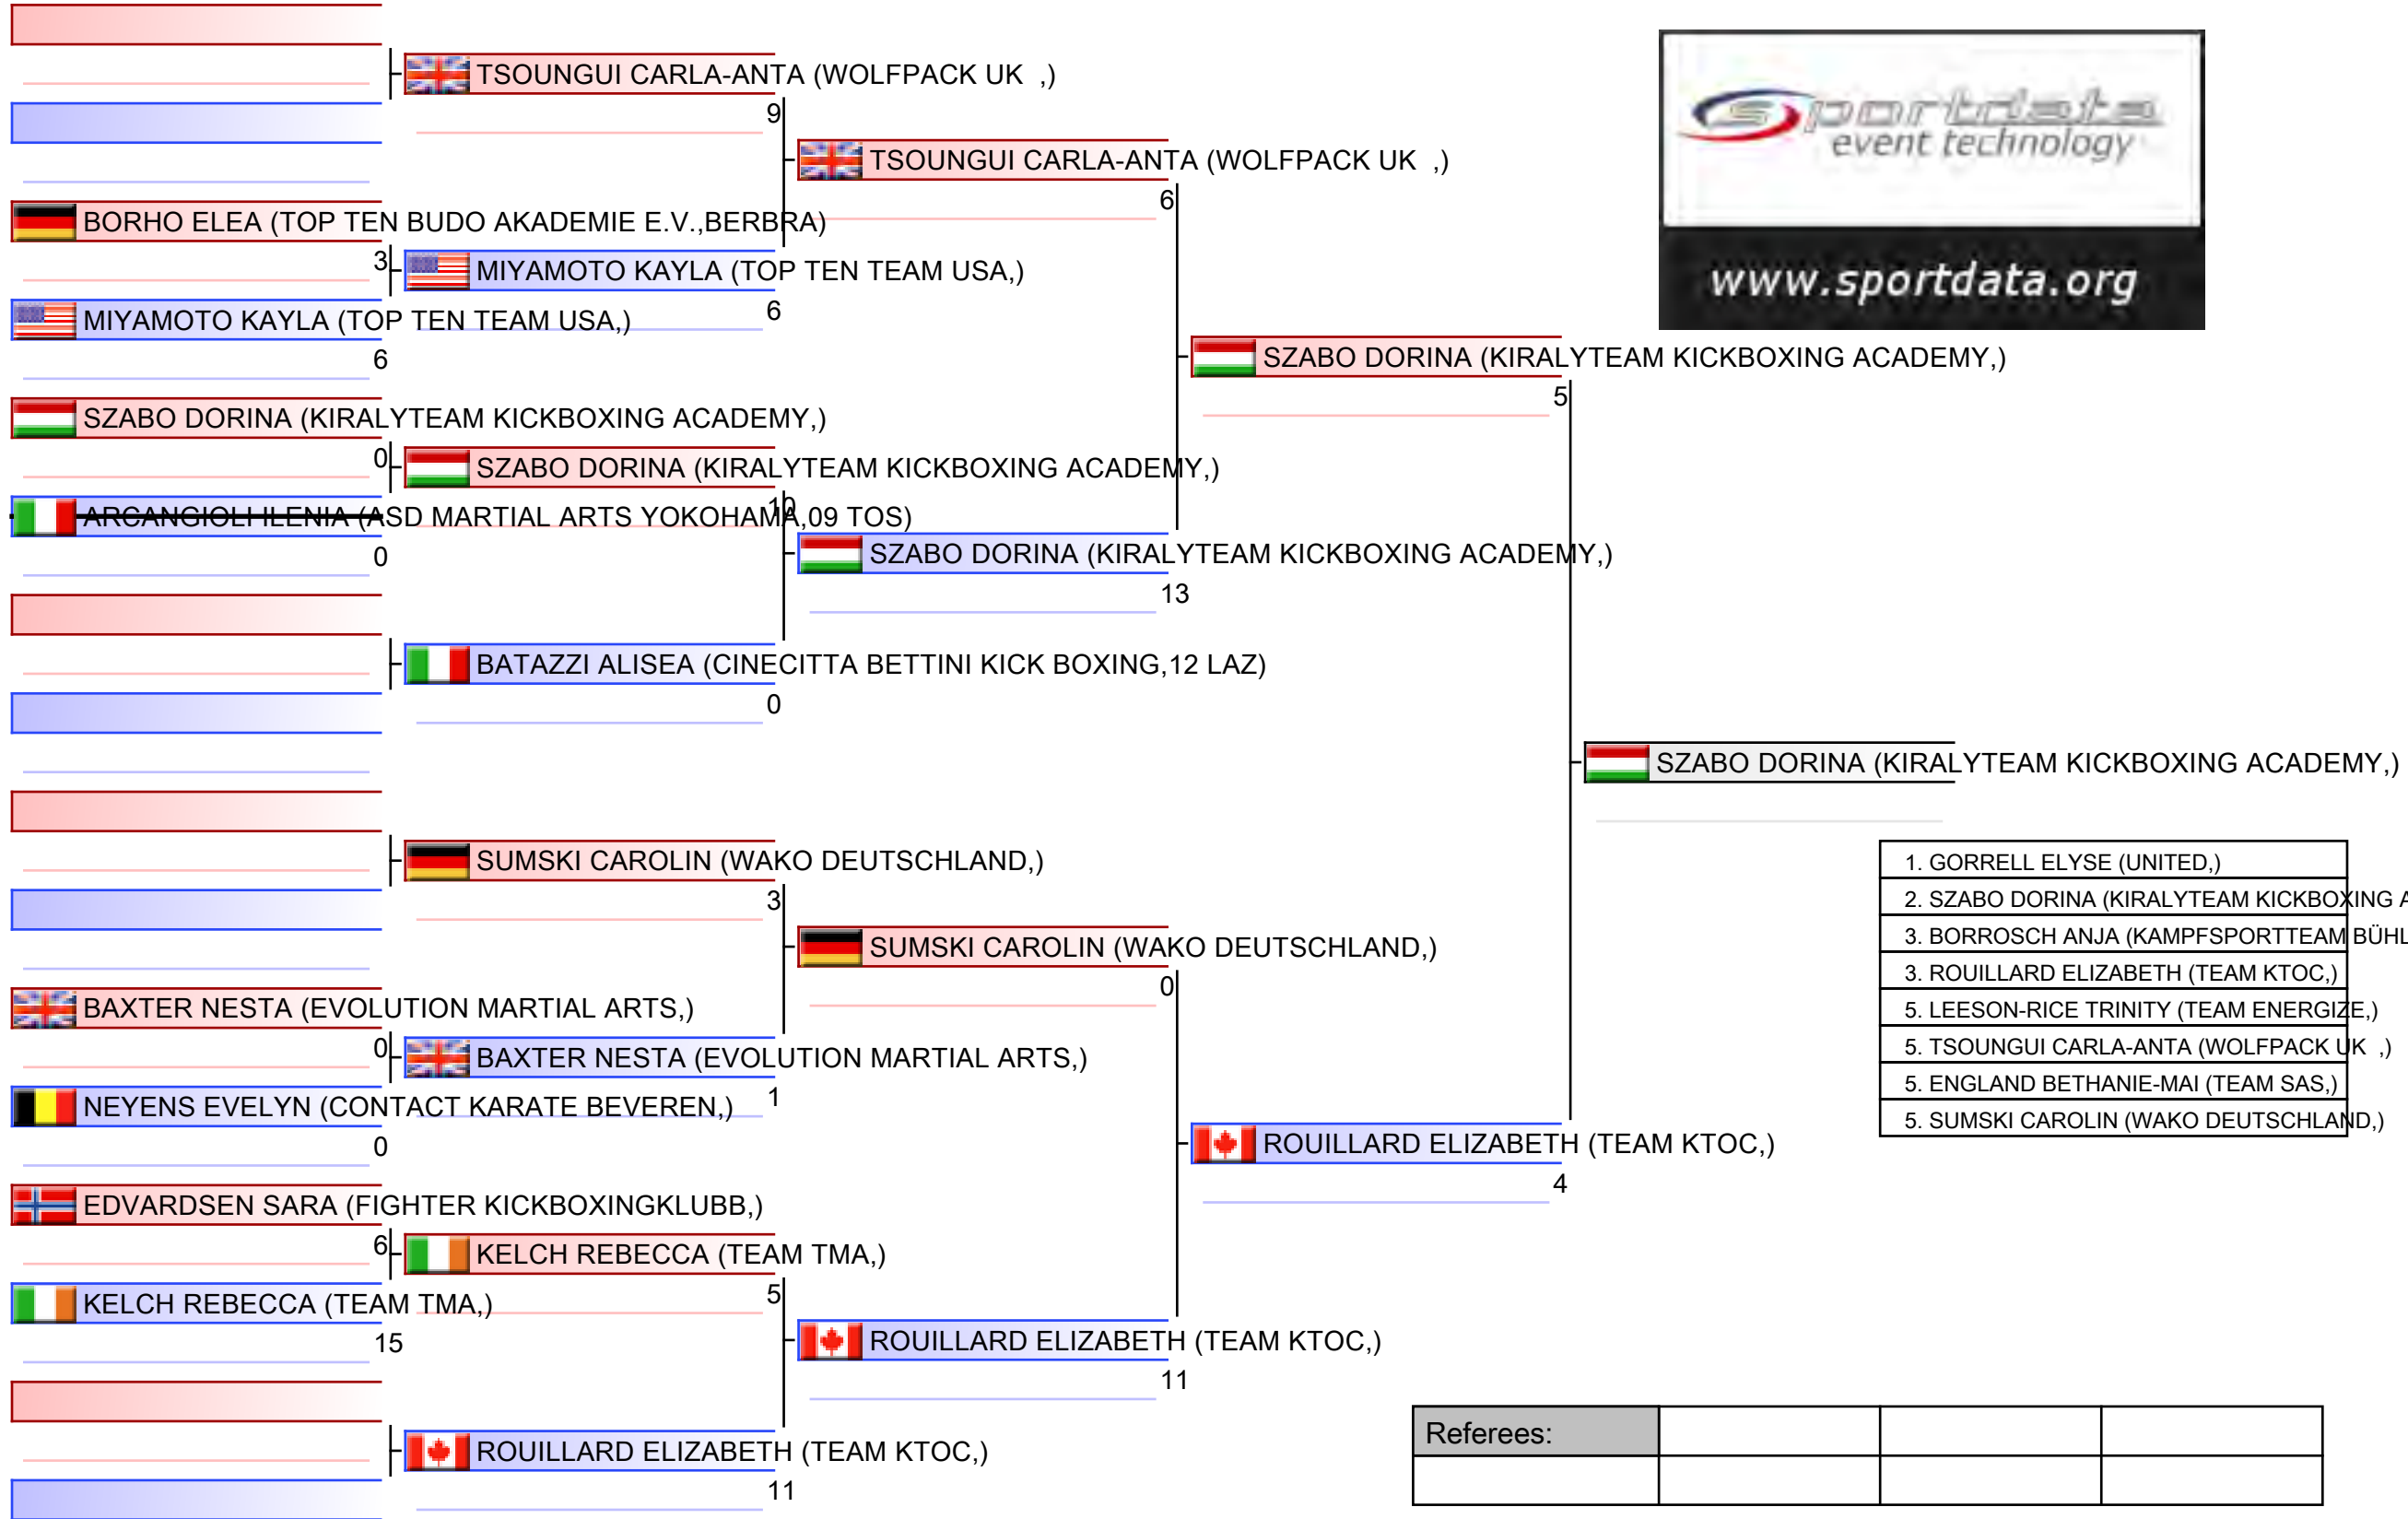 TSOUNGUI CARLA-ANTA (WOLFPACK UK ,)
9
TSOUNGUI CARLA-ANTA (WOLFPACK UK ,)
6
BORHO ELEA (TOP TEN BUDO AKADEMIE E.V.,BERBRA)
3
MIYAMOTO KAYLA (TOP TEN TEAM USA,)
6
MIYAMOTO KAYLA (TOP TEN TEAM USA,)
6
sportdata
event technology
www.sportdata.org
SZABO DORINA (KIRALYTEAM KICKBOXING ACADEMY,)
5
SZABO DORINA (KIRALYTEAM KICKBOXING ACADEMY,)
0
SZABO DORINA (KIRALYTEAM KICKBOXING ACADEMY,)
10
ARCANGIOLI ILENIA (ASD MARTIAL ARTS YOKOHAMA,09 TOS)
0
SZABO DORINA (KIRALYTEAM KICKBOXING ACADEMY,)
13
BATAZZI ALISEA (CINECITTA BETTINI KICK BOXING,12 LAZ)
0
SZABO DORINA (KIRALYTEAM KICKBOXING ACADEMY,)
SUMSKI CAROLIN (WAKO DEUTSCHLAND,)
3
SUMSKI CAROLIN (WAKO DEUTSCHLAND,)
0
BAXTER NESTA (EVOLUTION MARTIAL ARTS,)
0
BAXTER NESTA (EVOLUTION MARTIAL ARTS,)
1
NEYENS EVELYN (CONTACT KARATE BEVEREN,)
0
ROUILLARD ELIZABETH (TEAM KTOC,)
4
EDVARDSEN SARA (FIGHTER KICKBOXINGKLUBB,)
6
KELCH REBECCA (TEAM TMA,)
5
KELCH REBECCA (TEAM TMA,)
15
ROUILLARD ELIZABETH (TEAM KTOC,)
11
ROUILLARD ELIZABETH (TEAM KTOC,)
11
1. GORRELL ELYSE (UNITED,)
2. SZABO DORINA (KIRALYTEAM KICKBOXING A
3. BORROSCH ANJA (KAMPFSPORTTEAM BÜHL
3. ROUILLARD ELIZABETH (TEAM KTOC,)
5. LEESON-RICE TRINITY (TEAM ENERGIZE,)
5. TSOUNGUI CARLA-ANTA (WOLFPACK UK ,)
5. ENGLAND BETHANIE-MAI (TEAM SAS,)
5. SUMSKI CAROLIN (WAKO DEUTSCHLAND,)
Referees: